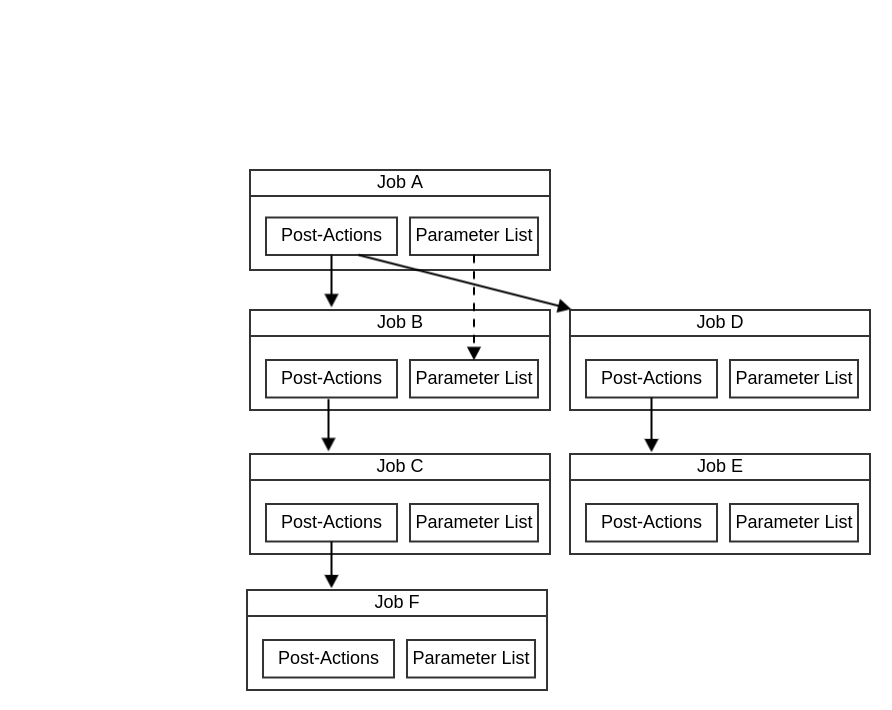 Job A
Post-Actions Parameter List
Job B Job D
Post-Actions Parameter List Post-Actions Parameter List
Job C Job E
Post-Actions Parameter List Post-Actions Parameter List
Job F
Post-Actions Parameter List